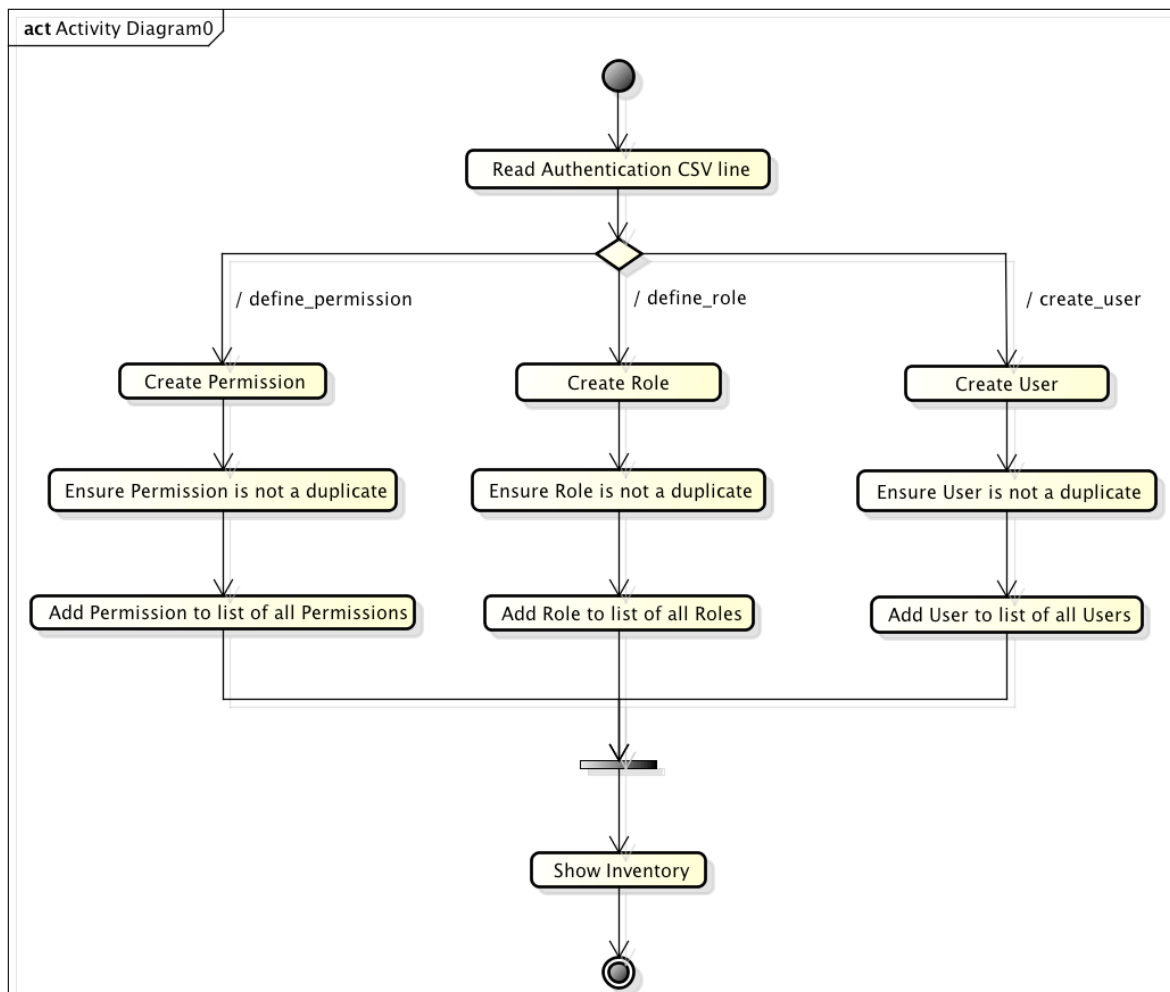 act Activity Diagram0
Read Authentication CSV line
/ define_permission
/ define_role
/ create_user
Create Permission
Create Role
Create User
Ensure Permission is not a duplicate
Ensure Role is not a duplicate
Ensure User is not a duplicate
Add Permission to list of all Permissions
Add Role to list of all Roles
Add User to list of all Users
Show Inventory